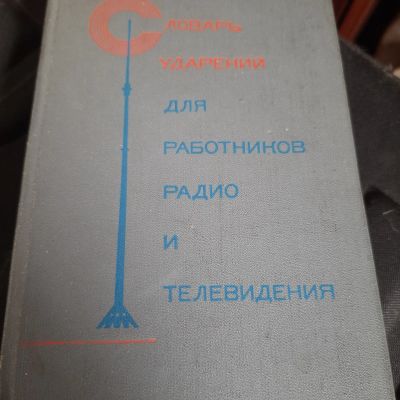 Словарь
ударений
для
работников
радио
и
телевидения